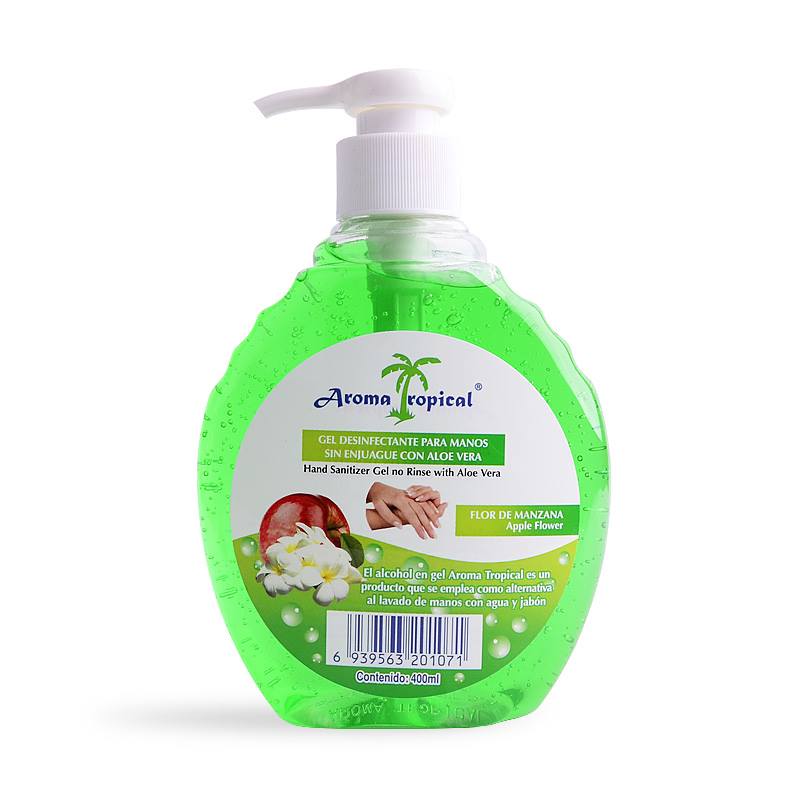 Aroma Tropical®
GEL DESINFECTANTE PARA MANOS
SIN ENJUAGUE CON ALOE VERA
Hand Sanitizer Gel no Rinse with Aloe Vera
FLOR DE MANZANA
Apple Flower
El alcohol en gel Aroma Tropical es un
producto que se emplea como alternativa
al lavado de manos con agua y jabón
6 939563 201071
Contenido: 400ml